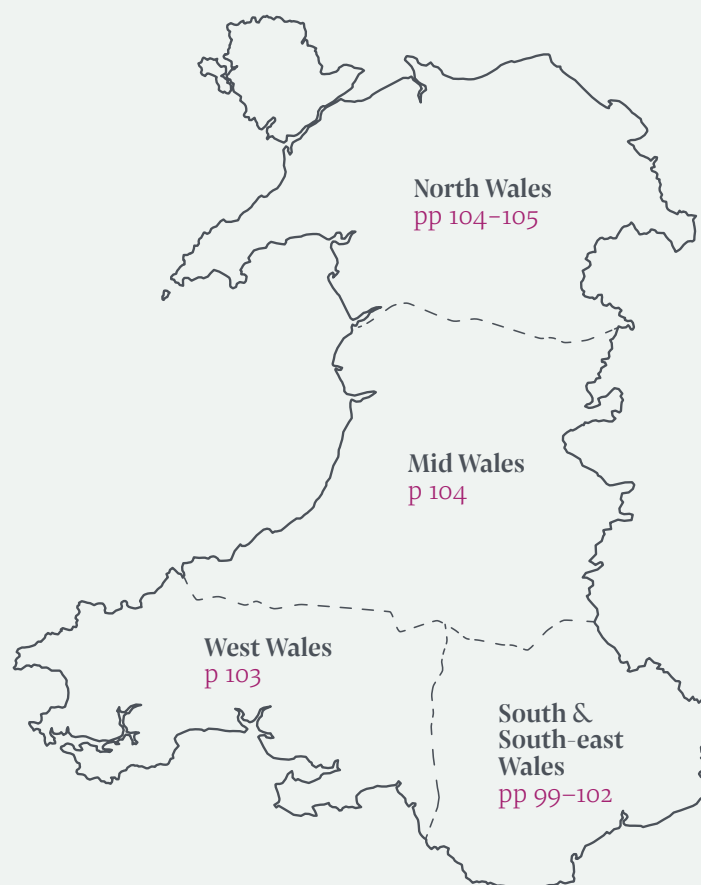 North Wales
pp 104–105
Mid Wales
p 104
West Wales
p 103
South &
South-east
Wales
pp 99–102